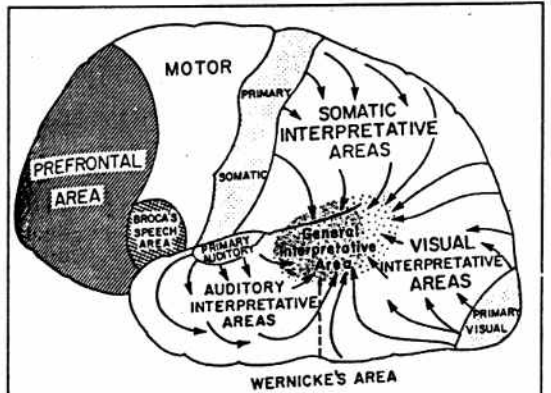 MOTOR
PRIMARY
SOMATIC
PREFRONTAL
AREA
BROCA'S
SPEECH
AREA
PRIMARY
AUDITORY
SOMATIC
INTERPRETATIVE
AREAS
General
Interpretative
Area
AUDITORY
INTERPRETATIVE
AREAS
VISUAL
INTERPRETATIVE
AREAS
PRIMARY
VISUAL
WERNICKE'S AREA